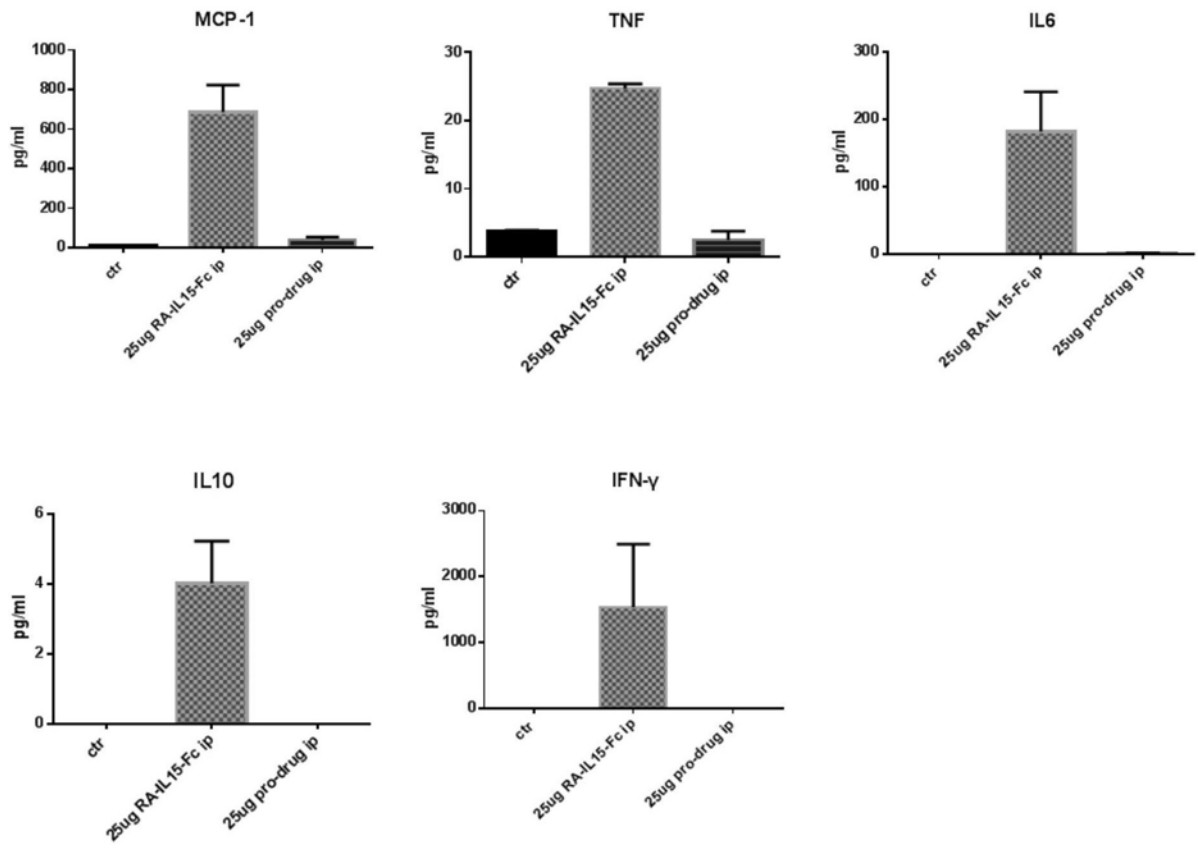 MCP-1
1000
800
600
400
200
0
pg/ml
ctr
25ug RA-IL15-Fc ip
25ug pro-drug ip
TNF
30
20
10
0
pg/ml
ctr
25ug RA-IL15-Fc ip
25ug pro-drug ip
IL6
300
200
100
0
pg/ml
ctr
25ug RA-IL15-Fc ip
25ug pro-drug ip
IL10
6
4
2
0
pg/ml
ctr
25ug RA-IL15-Fc ip
25ug pro-drug ip
IFN-γ
3000
2000
1000
0
pg/ml
ctr
25ug RA-IL15-Fc ip
25ug pro-drug ip